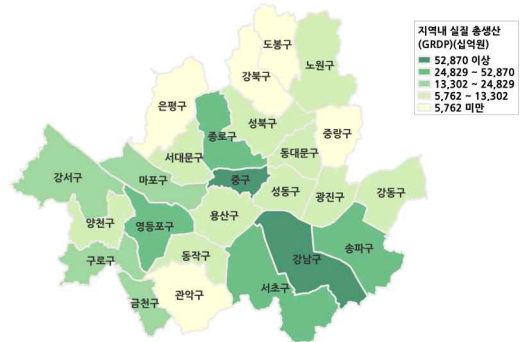 지역내 실질 총생산
(GRDP)(십억원)
52,870 이상
24,829 ~ 52,870
13,302 ~ 24,829
5,762 ~ 13,302
5,762 미만
도봉구
노원구
강북구
은평구
성북구
종로구
중랑구
서대문구
동대문구
강서구
마포구
중구
성동구
광진구
강동구
양천구
영등포구
용산구
송파구
동작구
구로구
강남구
서초구
관악구
금천구